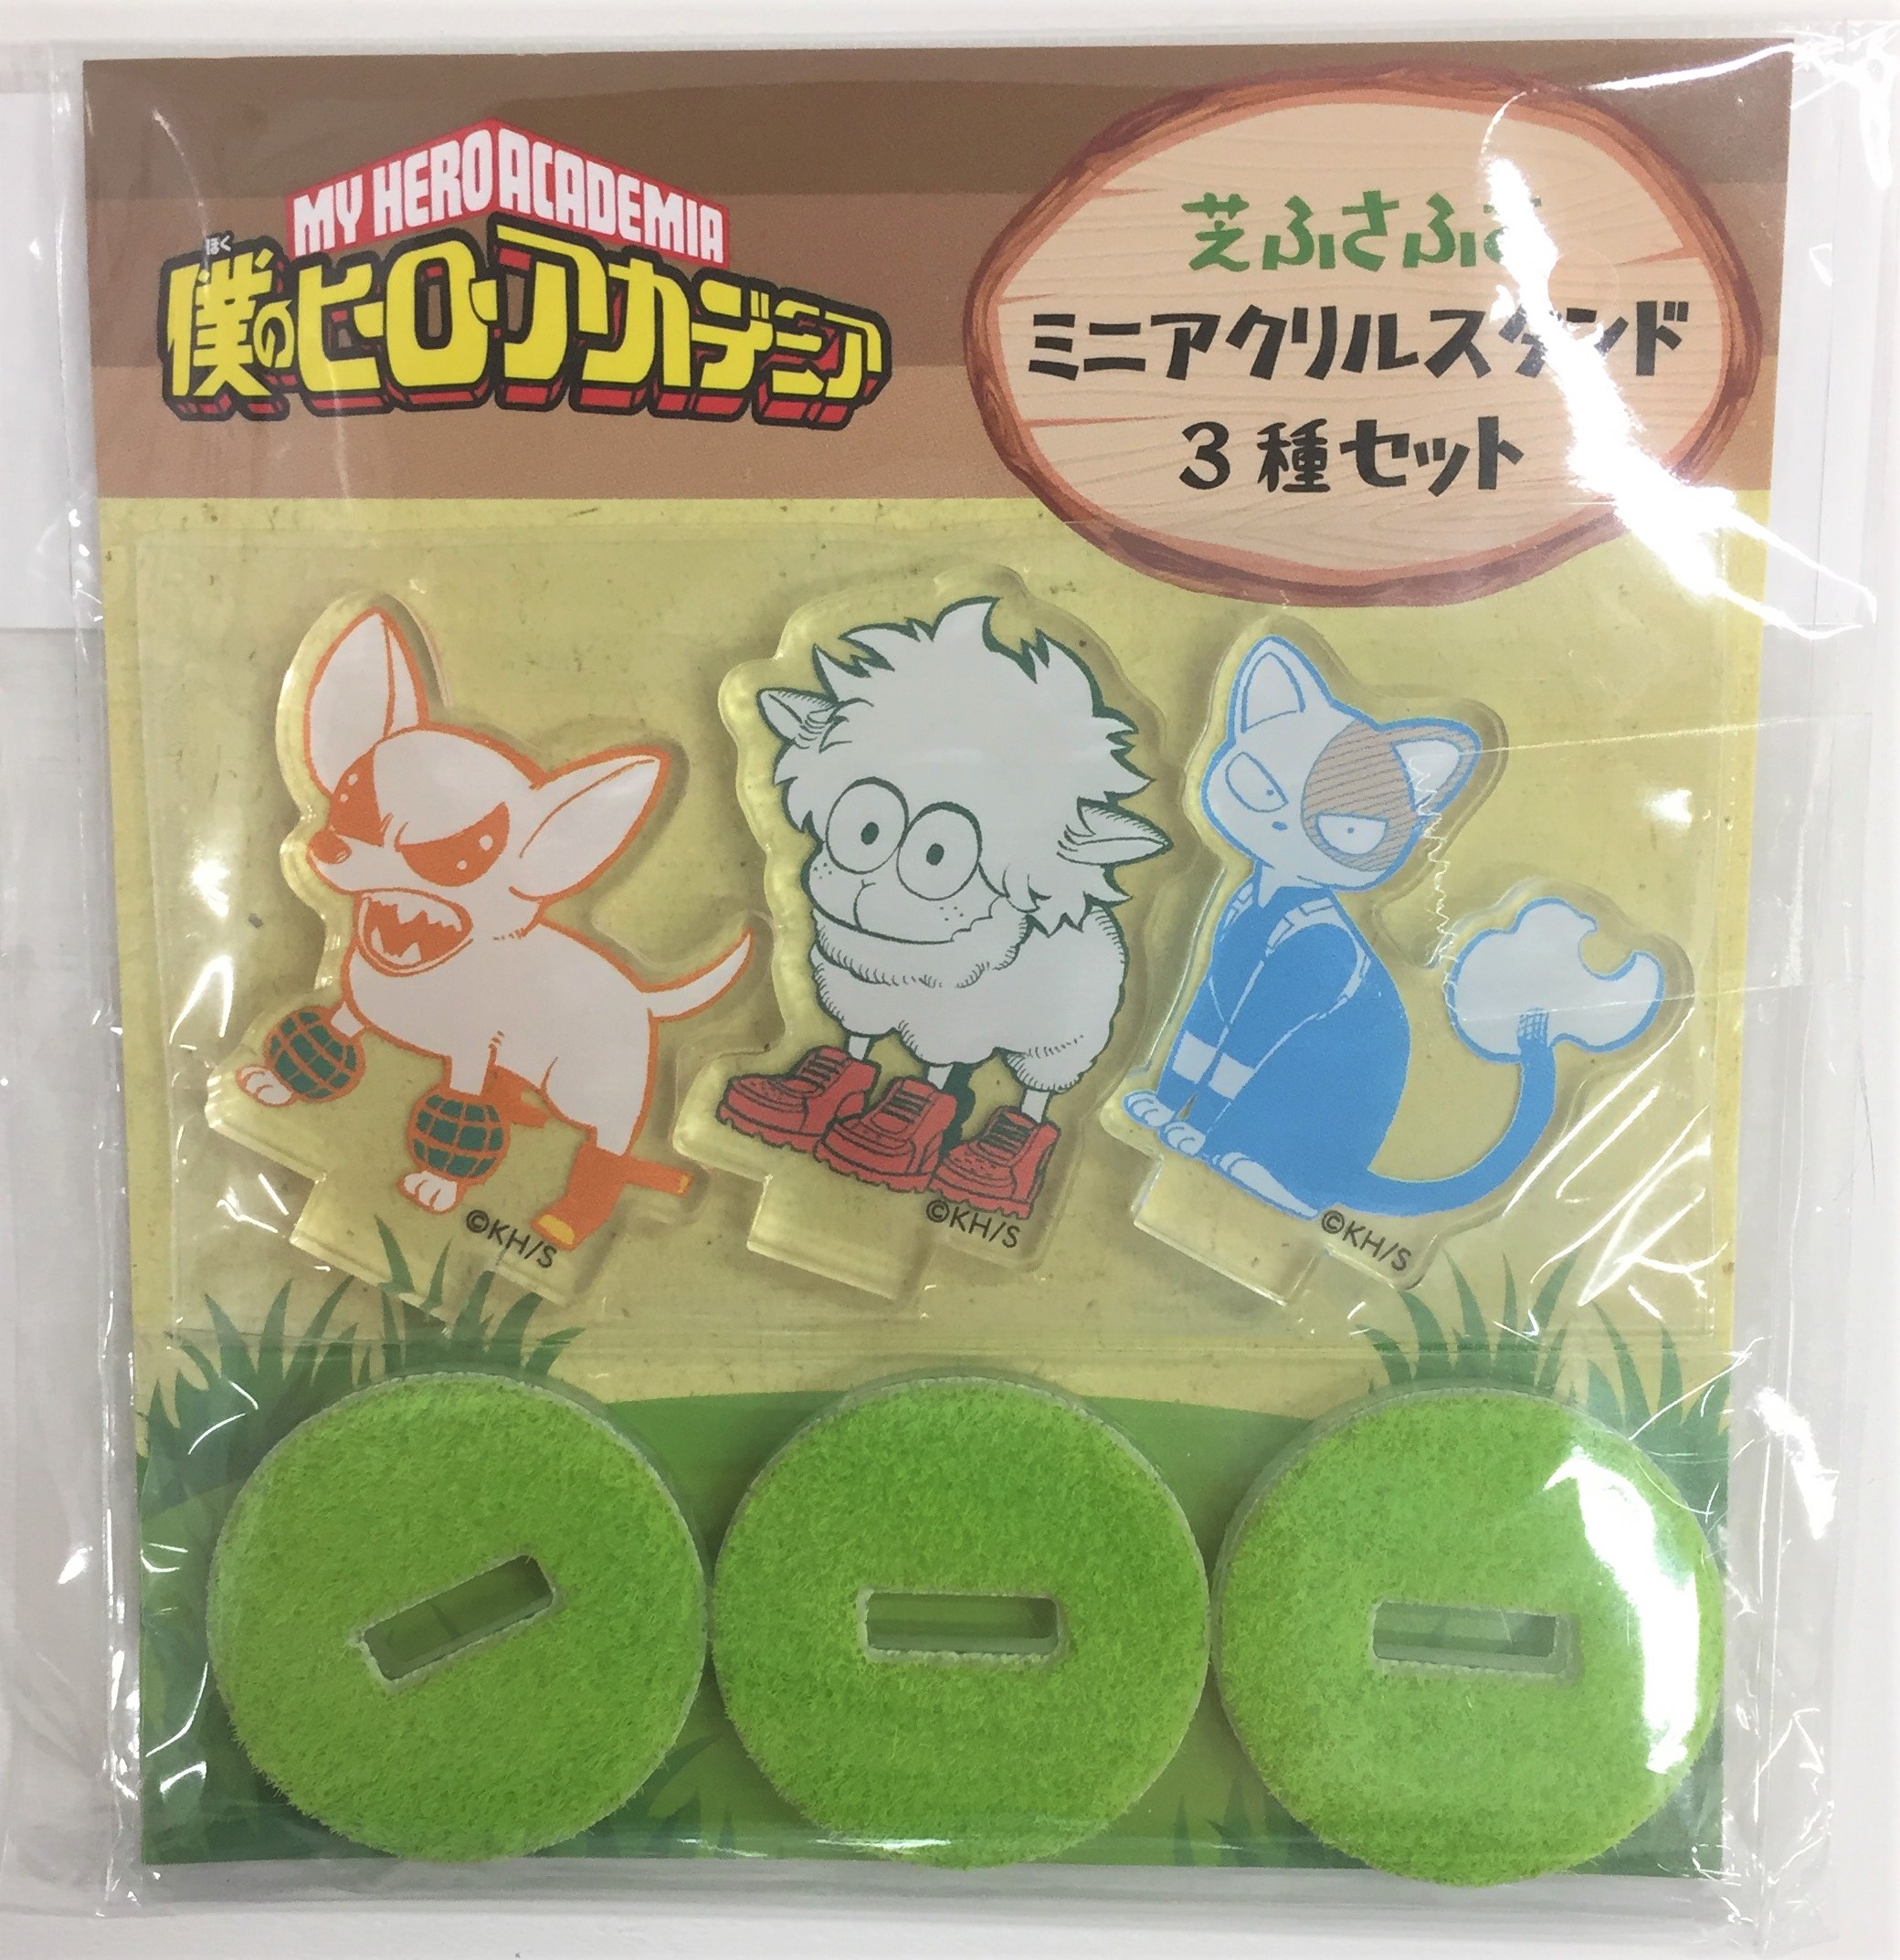 MY HERO ACADEMIA
ぼく
僕のヒーローアカデミア
芝ふさふさ
ミニアクリルスタンド
3種セット
©KH/S
©KH/S
©KH/S